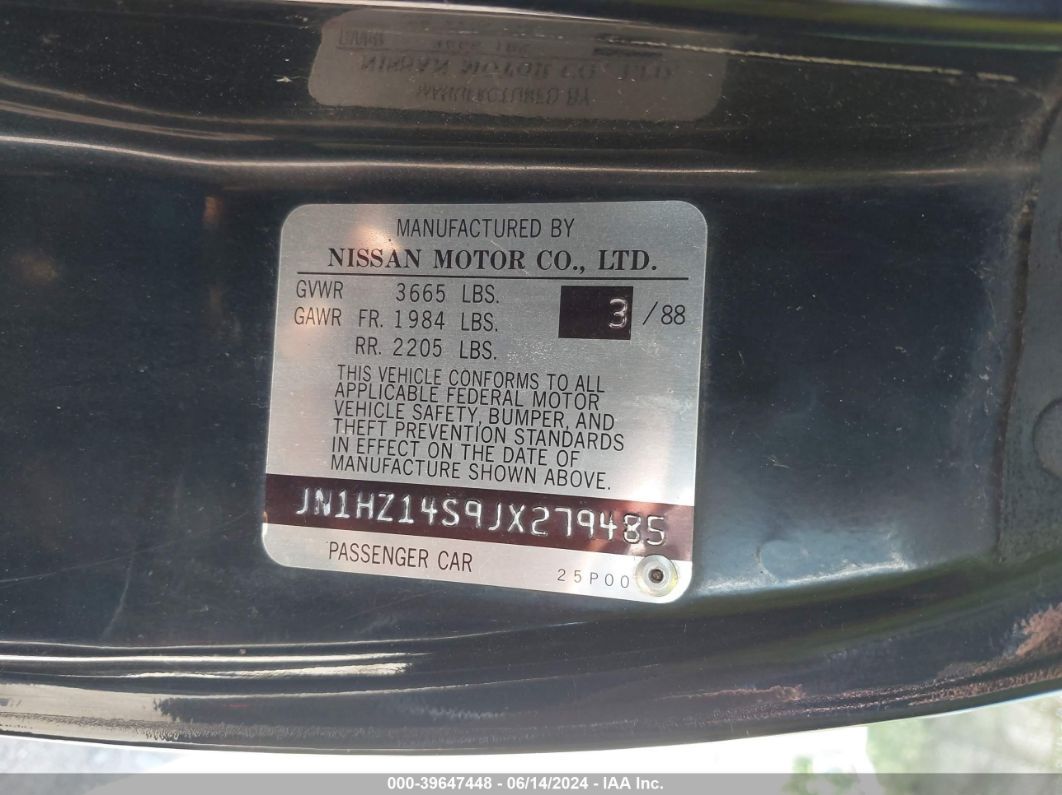 MANUFACTURED BY
NISSAN MOTOR CO., LTD.
GVWR 3665 LBS. 3 /88
GAWR FR. 1984 LBS.
RR. 2205 LBS.
THIS VEHICLE CONFORMS TO ALL
APPLICABLE FEDERAL MOTOR
VEHICLE SAFETY, BUMPER, AND
THEFT PREVENTION STANDARDS
IN EFFECT ON THE DATE OF
MANUFACTURE SHOWN ABOVE.
JN1HZ14S9JX279485
PASSENGER CAR 25P00
000-39647448 - 06/14/2024 - IAA Inc.